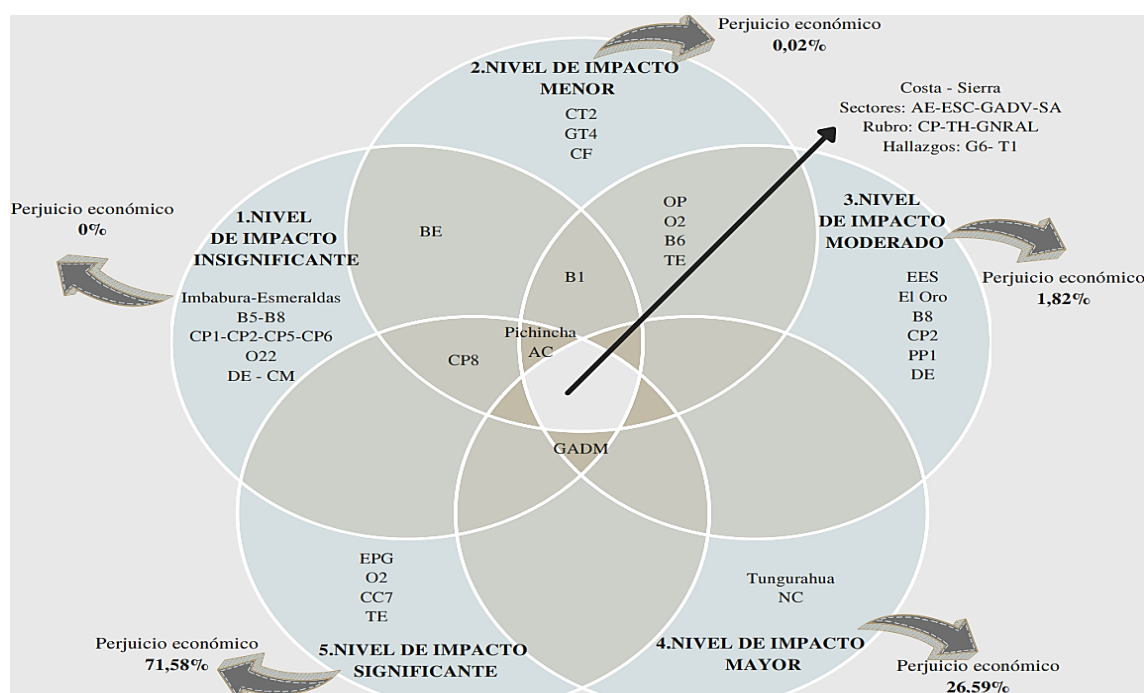 Perjuicio económico
0,02%
2.NIVEL DE IMPACTO
MENOR
CT2
GT4
CF
Costa - Sierra
Sectores: AE-ESC-GADV-SA
Rubro: CP-TH-GNRAL
Hallazgos: G6- T1
Perjuicio económico
0%
1.NIVEL
DE IMPACTO
INSIGNIFICANTE
Imbabura-Esmeraldas
B5-B8
CP1-CP2-CP5-CP6
O22
DE - CM
BE
OP
O2
B6
TE
B1
3.NIVEL
DE IMPACTO
MODERADO
EES
El Oro
B8
CP2
PP1
DE
Perjuicio económico
1,82%
Pichincha
AC
CP8
GADM
EPG
O2
CC7
TE
5.NIVEL DE IMPACTO
SIGNIFICANTE
Perjuicio económico
71,58%
Tungurahua
NC
4.NIVEL DE IMPACTO
MAYOR
Perjuicio económico
26,59%